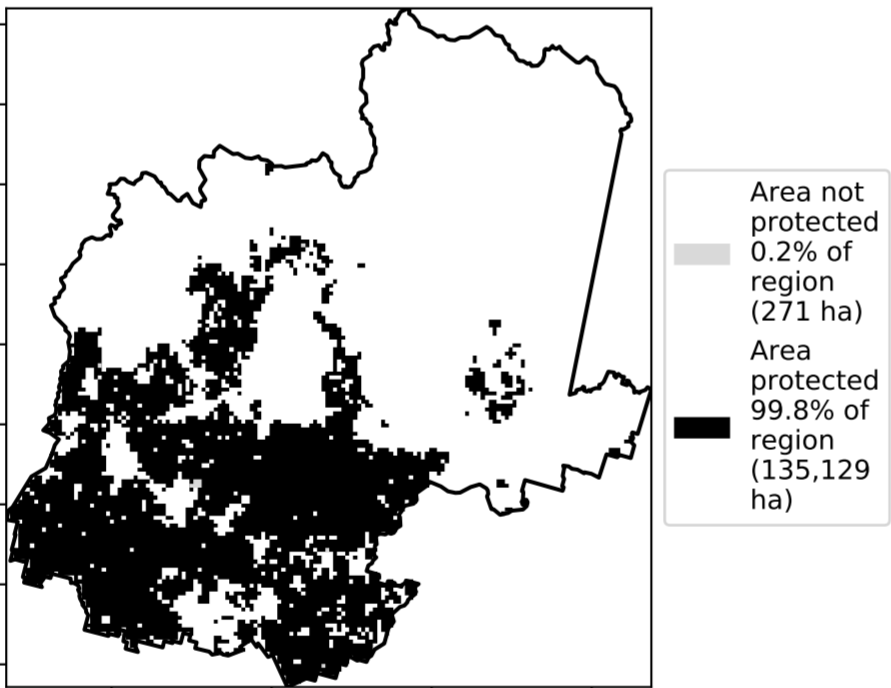 Area not
protected
0.2% of
region
(271 ha)
Area
protected
99.8% of
region
(135,129
ha)